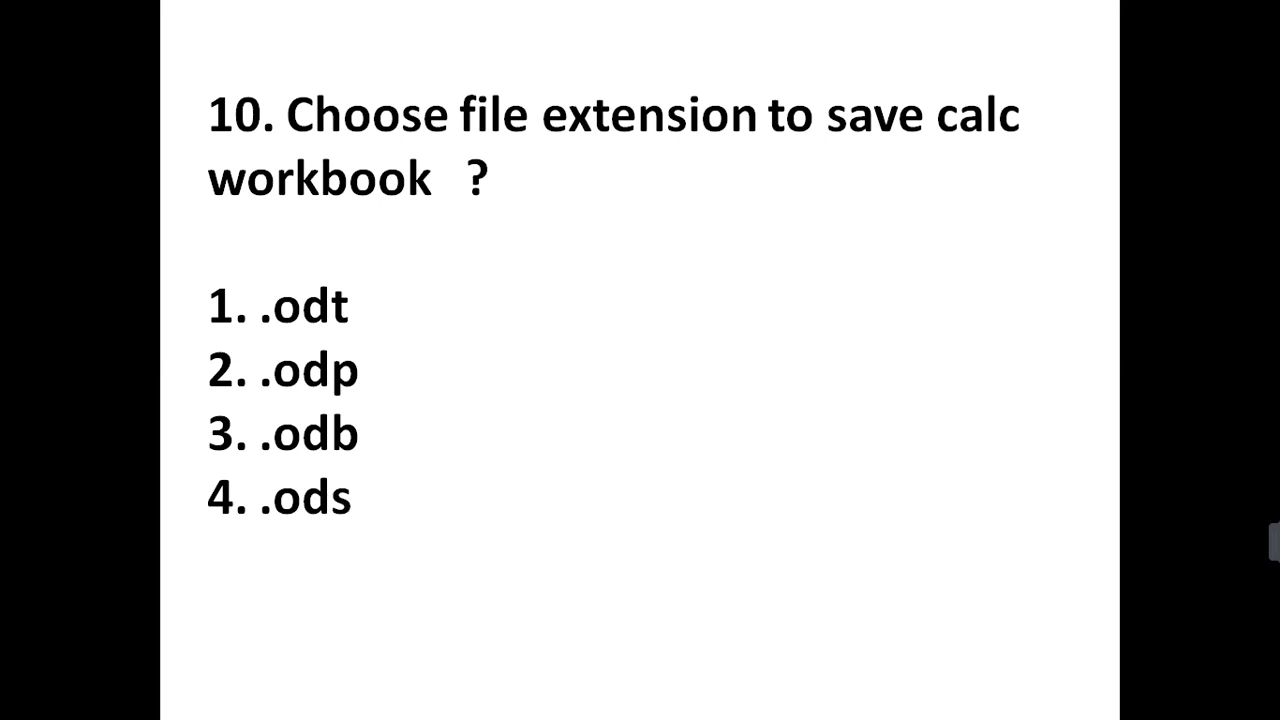 10. Choose file extension to save calc
workbook ?
1. .odt
2. .odp
3. .odb
4. .ods